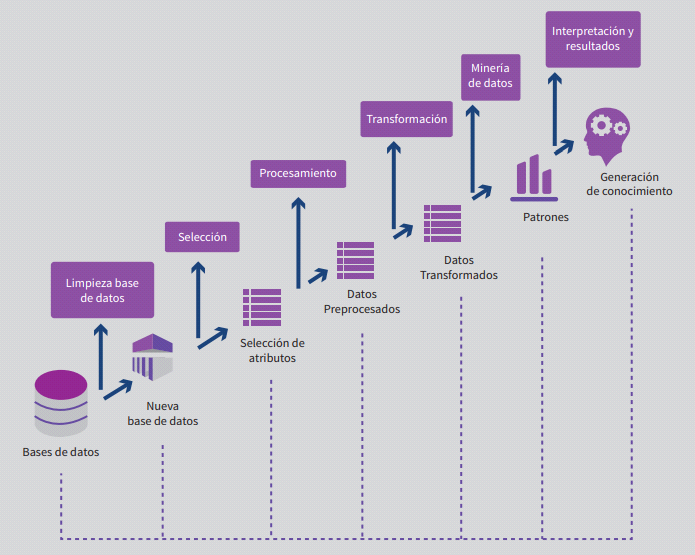 Interpretación y
resultados
Minería
de datos
Transformación
Procesamiento
Selección
Limpieza base
de datos
Generación
de conocimiento
Patrones
Datos
Transformados
Datos
Preprocesados
Selección de
atributos
Nueva
base de datos
Bases de datos